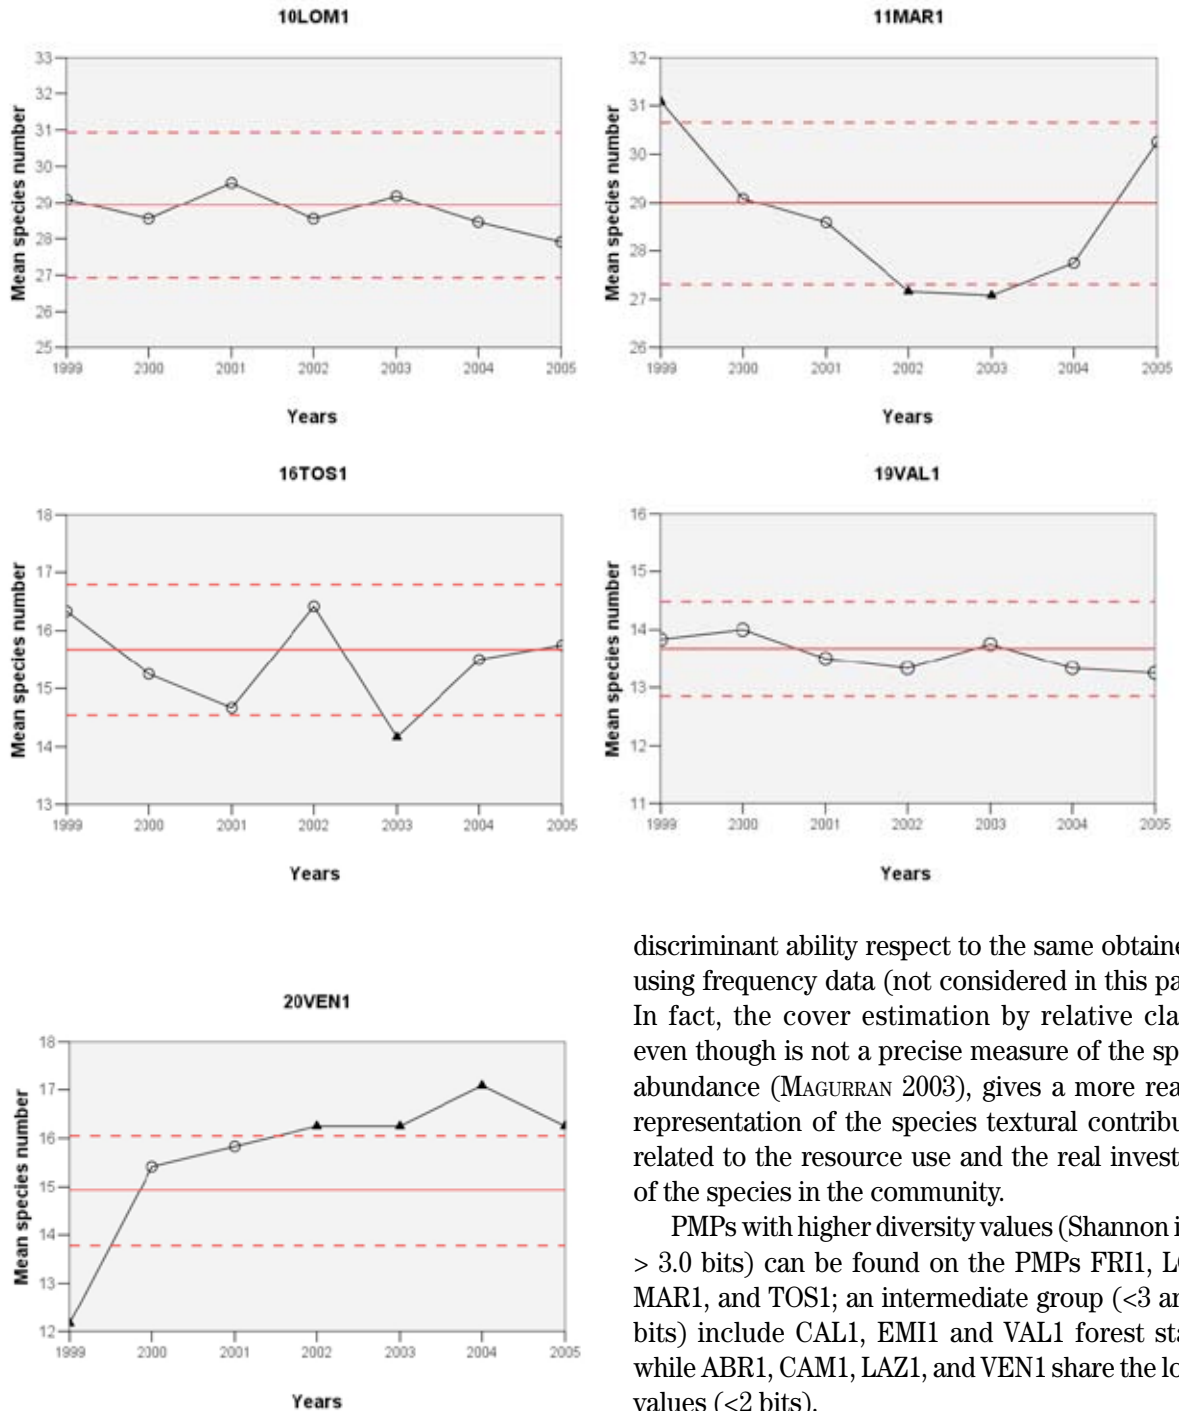 10LOM1
Mean species number
33
32
31
30
29
28
27
26
25
1999 2000 2001 2002 2003 2004 2005
Years
11MAR1
Mean species number
32
31
30
29
28
27
26
1999 2000 2001 2002 2003 2004 2005
Years
16TOS1
Mean species number
18
17
16
15
14
13
1999 2000 2001 2002 2003 2004 2005
Years
19VAL1
Mean species number
16
15
14
13
12
11
1999 2000 2001 2002 2003 2004 2005
Years
20VEN1
Mean species number
18
17
16
15
14
13
12
1999 2000 2001 2002 2003 2004 2005
Years
discriminant ability respect to the same obtaine
using frequency data (not considered in this pa
In fact, the cover estimation by relative cla
even though is not a precise measure of the sp
abundance (MAGURRAN 2003), gives a more rea
representation of the species textural contribu
related to the resource use and the real invest
of the species in the community.
PMPs with higher diversity values (Shannon i
> 3.0 bits) can be found on the PMPs FRI1, LO
MAR1, and TOS1; an intermediate group (<3 an
bits) include CAL1, EMI1 and VAL1 forest sta
while ABR1, CAM1, LAZ1, and VEN1 share the lo
values (<2 bits).